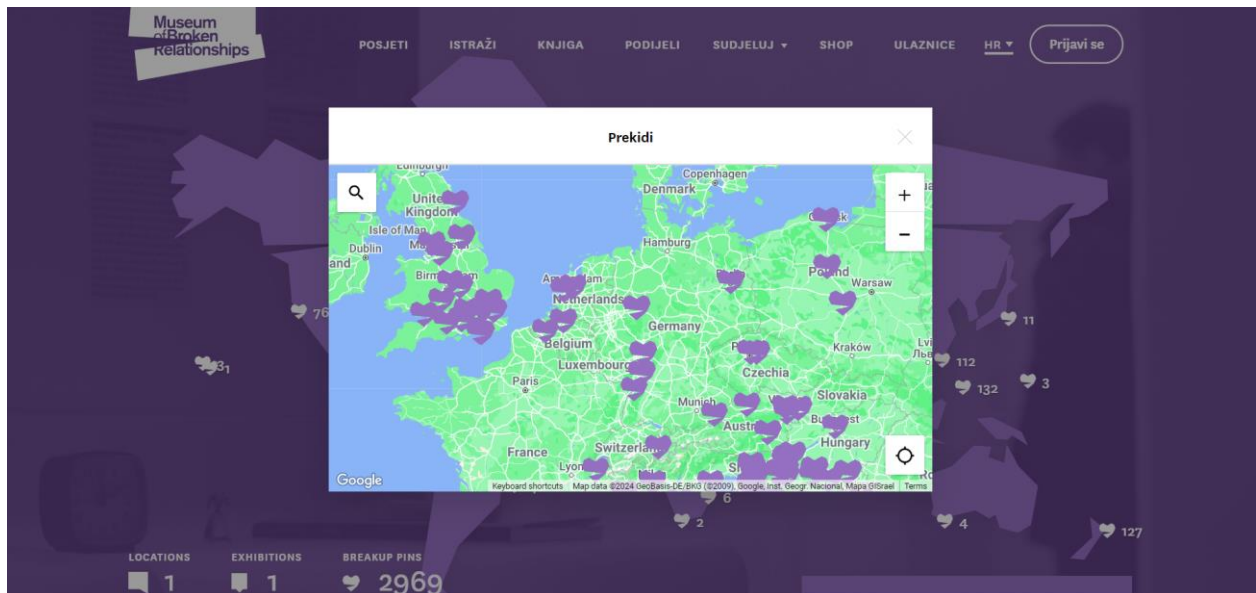 Museum
of Broken
Relationships
POSJETI
ISTRAŽI
KNJIGA
PODIJELI
SUDJELUJ
SHOP
ULAZNICE
HR
Prijavi se
Prekidi
Copenhagen
Denmark
Kingdom
Isle of Man
Dublin
Hamburg
Poland
Warsaw
Netherlands
Germany
Belgium
Kraków
Luxembourg
Czechia
Paris
Slovakia
Munich
Hungary
France
Lyon
Google
Keyboard shortcuts
Map data ©2024 GeoBasis-DE/BKG (©2009), Google, Inst. Geogr. Nacional, Mapa GISrael
Terms
+
−
76
11
112
132
3
6
2
4
127
LOCATIONS
1
EXHIBITIONS
1
BREAKUP PINS
2969